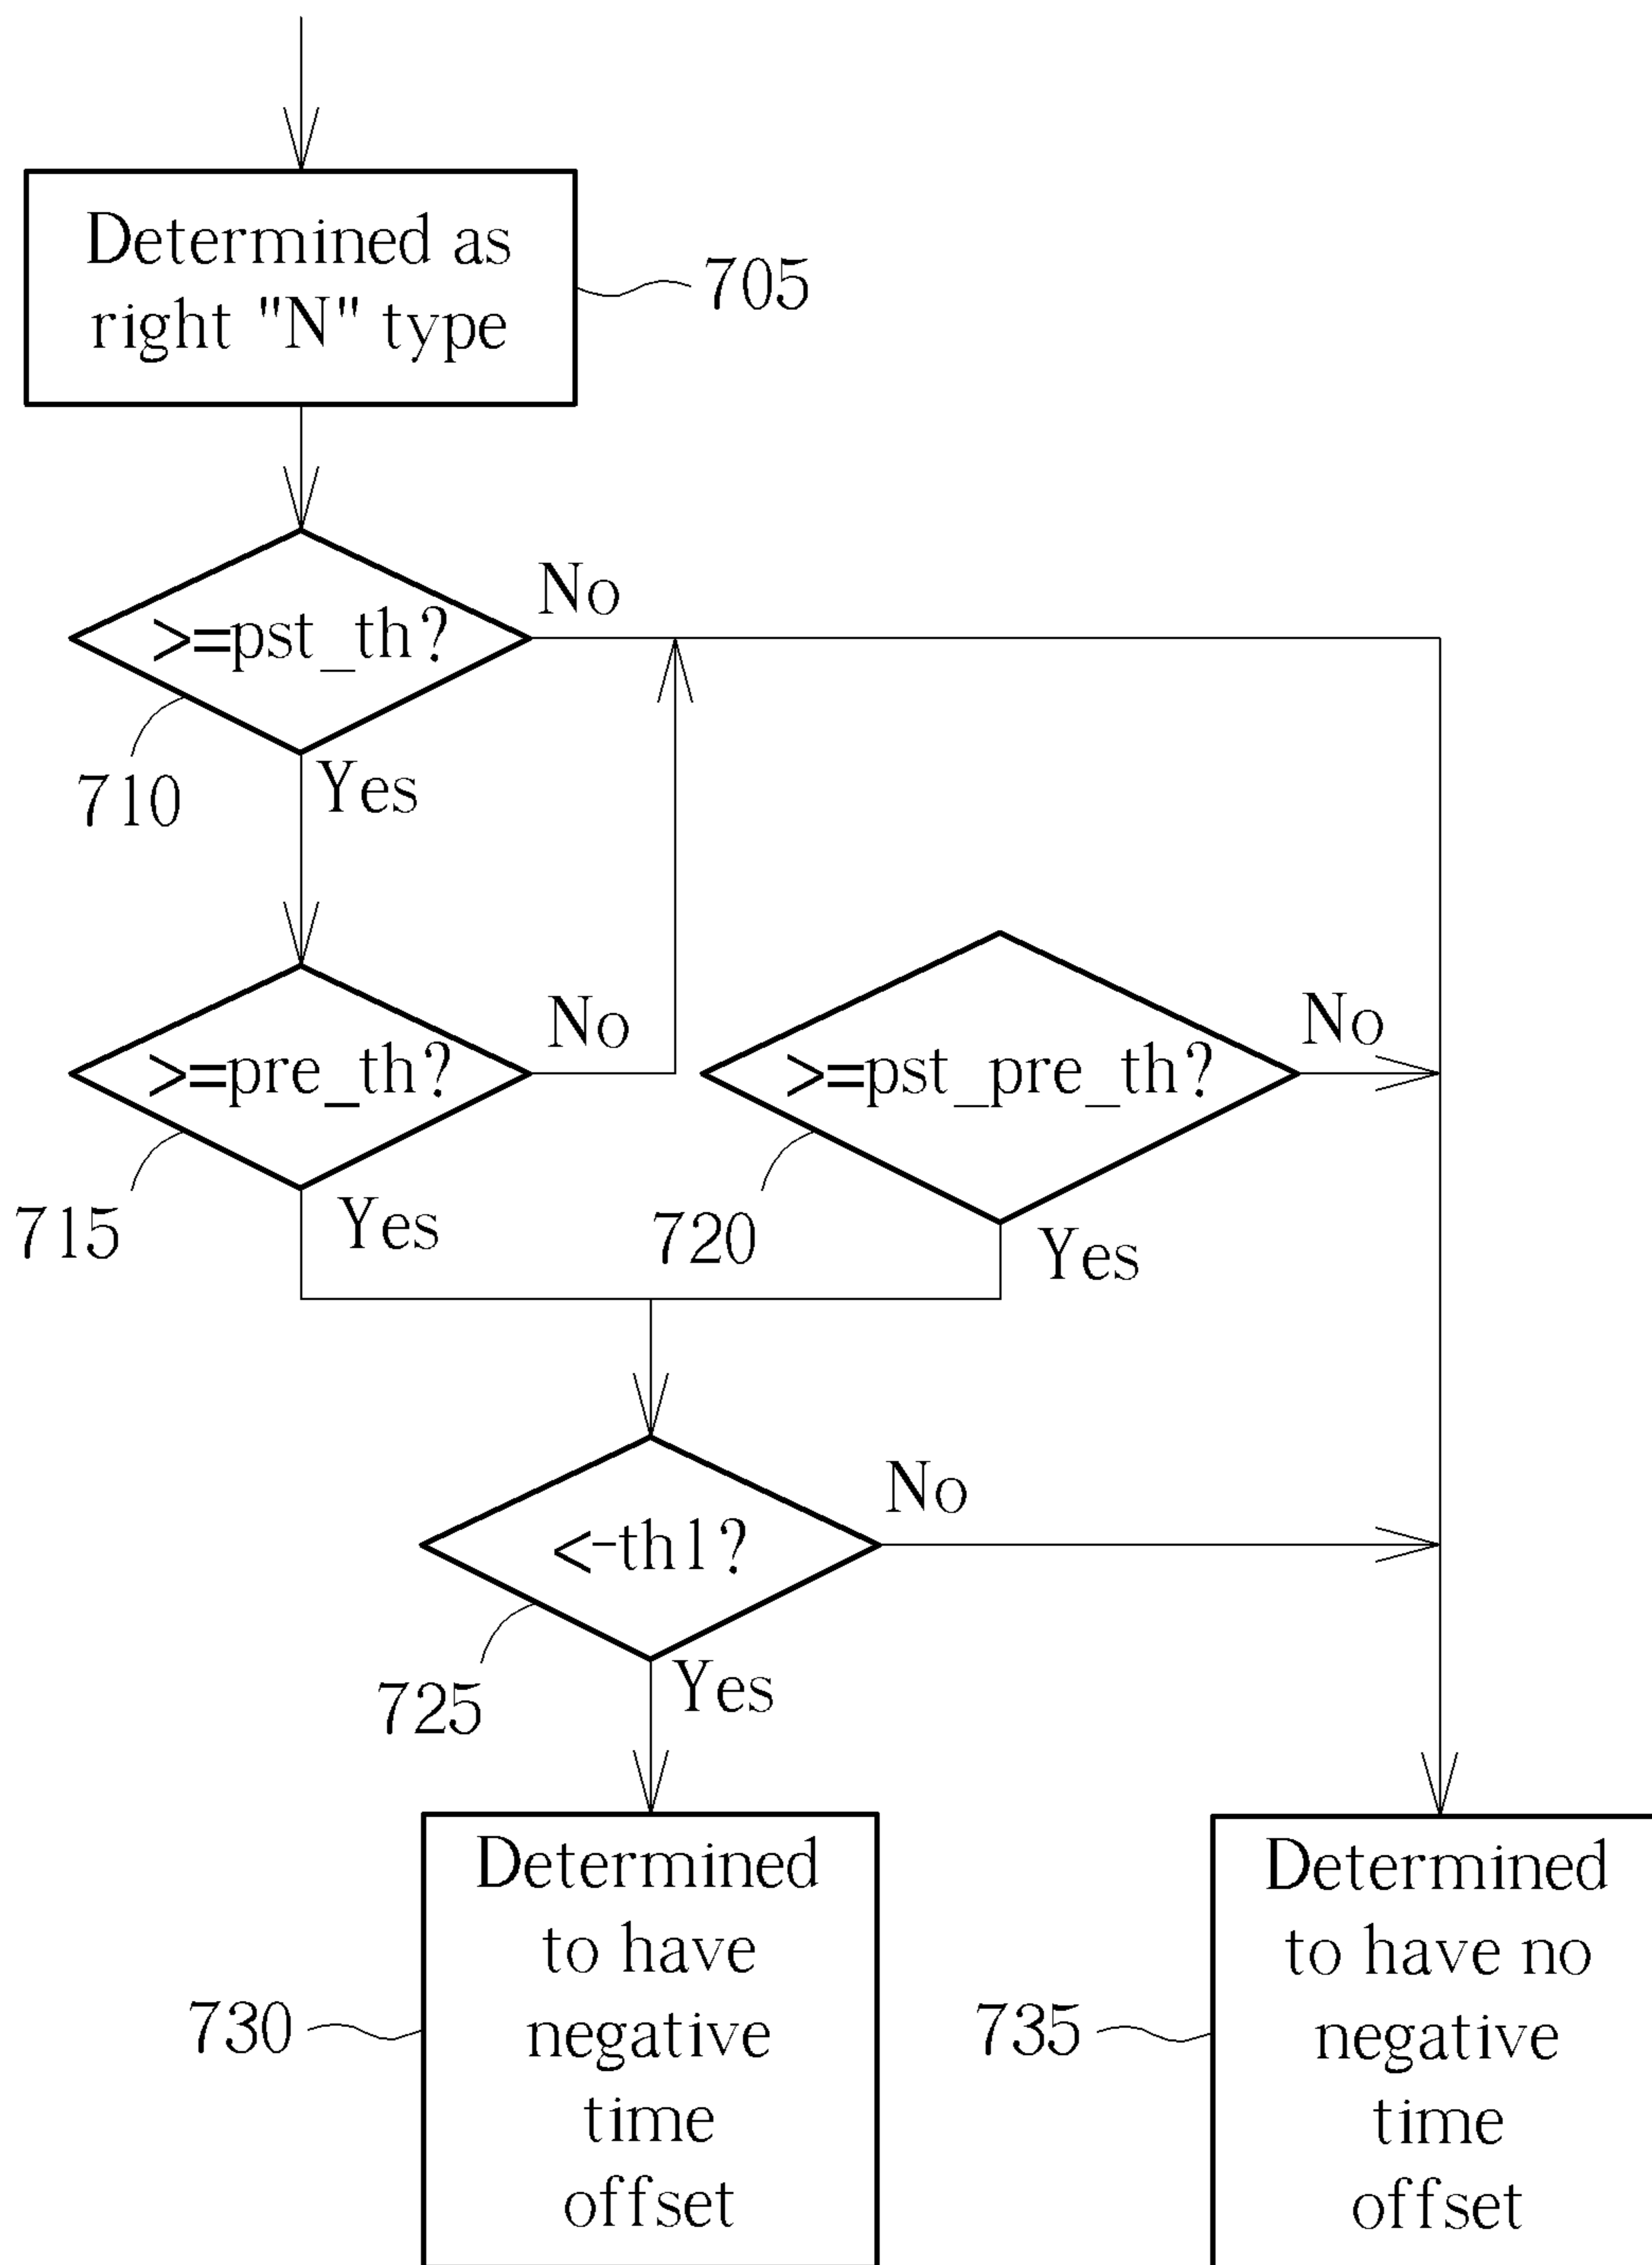 Determined as
right "N" type
705
>=pst_th?
No
710
Yes
>=pre_th?
No
>=pst_pre_th?
No
715
Yes
720
Yes
<-th1?
No
725
Yes
Determined
to have
negative
time
offset
730
Determined
to have no
negative
time
offset
735